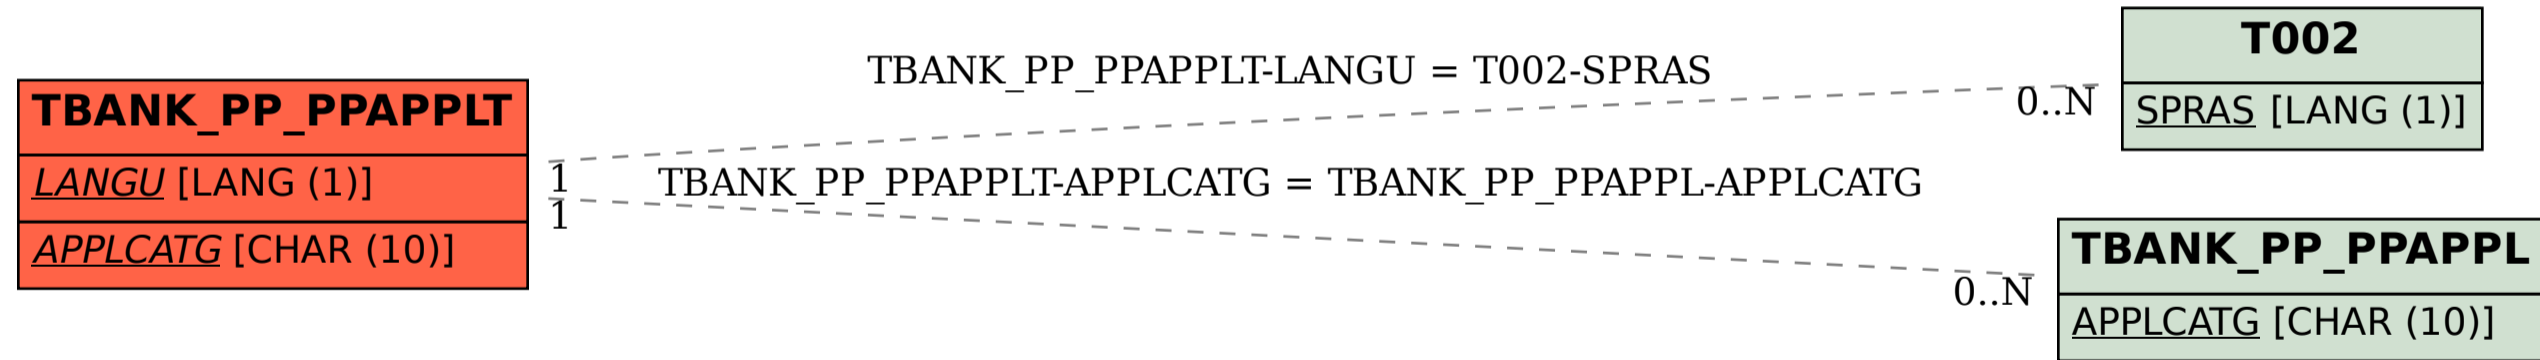 TBANK_PP_PPAPPLT
LANGU [LANG (1)]
APPLCATG [CHAR (10)]
TBANK_PP_PPAPPLT-LANGU = T002-SPRAS
1
0..N
TBANK_PP_PPAPPLT-APPLCATG = TBANK_PP_PPAPPL-APPLCATG
1
0..N
T002
SPRAS [LANG (1)]
TBANK_PP_PPAPPL
APPLCATG [CHAR (10)]